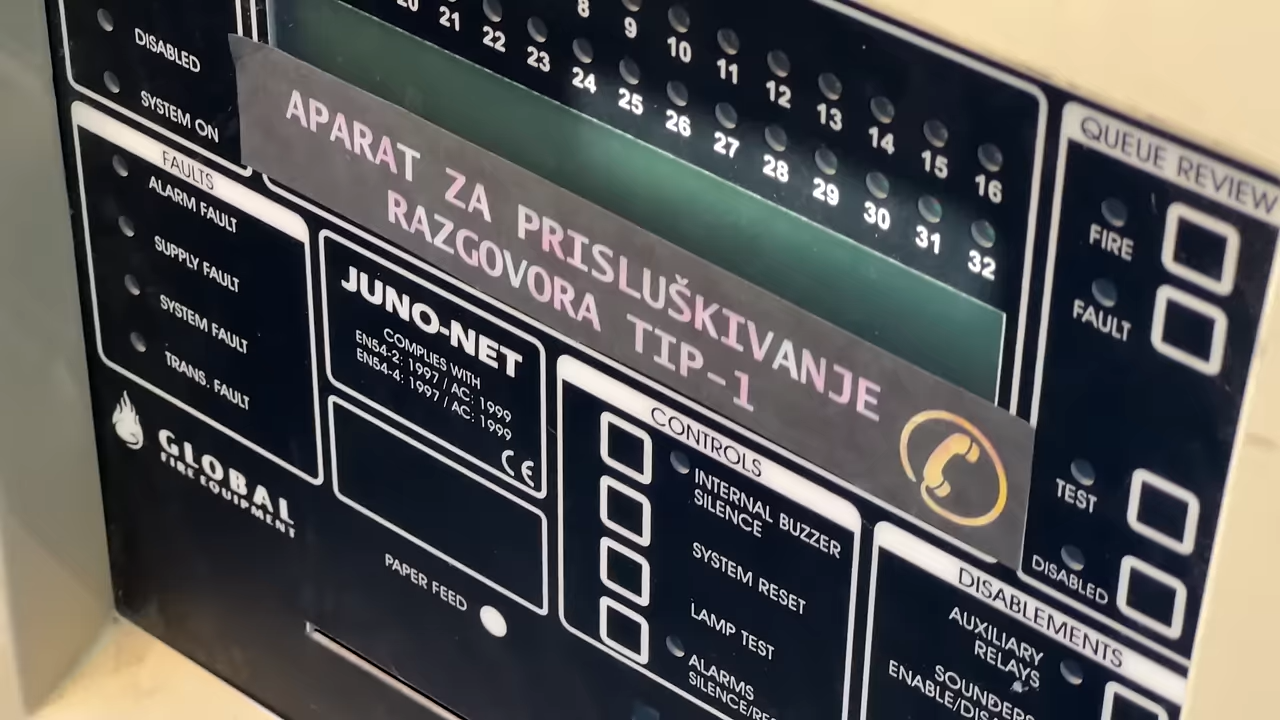 DISABLED
SYSTEM ON
FAULTS
ALARM FAULT
SUPPLY FAULT
SYSTEM FAULT
TRANS. FAULT
GLOBAL
FIRE EQUIPMENT
20 21 22 23 24 25 26 27 28 29 30 31 32
8 9 10 11 12 13 14 15 16
APARAT ZA PRISLUŠKIVANJE
RAZGOVORA TIP-1
JUNO-NET
COMPLIES WITH
EN54-2: 1997 / AC: 1999
EN54-4: 1997 / AC: 1999
CE
PAPER FEED
CONTROLS
INTERNAL BUZZER
SILENCE
SYSTEM RESET
LAMP TEST
ALARMS
QUEUE REVIEW
FIRE
FAULT
TEST
DISABLED
DISABLEMENTS
AUXILIARY
RELAYS
SOUNDERS